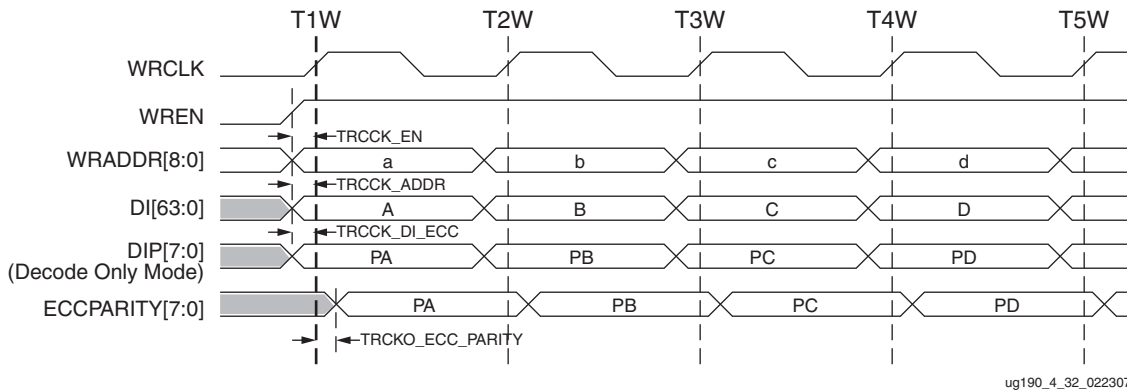 T1W T2W T3W T4W T5W
WRCLK
WREN
TRCCK_EN
WRADDR[8:0] a b c d
TRCCK_ADDR
DI[63:0] A B C D
TRCCK_DI_ECC
DIP[7:0] PA PB PC PD
(Decode Only Mode)
ECCPARITY[7:0] PA PB PC PD
TRCKO_ECC_PARITY
ug190_4_32_022307